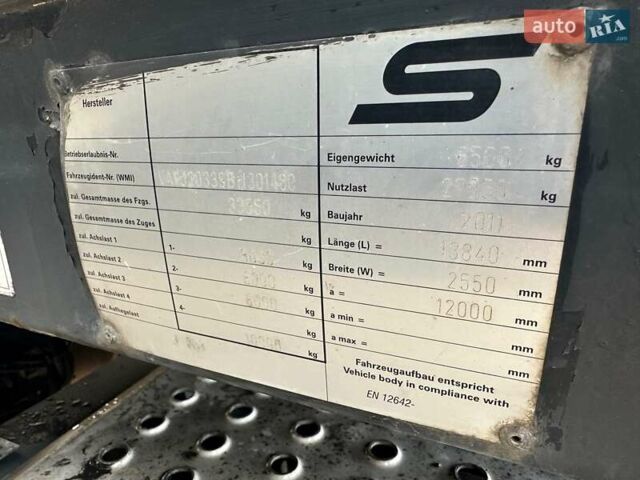 auto RIA.com
S
Hersteller
Betriebserlaubnis-Nr.
Fahrzeugident-Nr. (WMI)
zul. Gesamtmasse des Fzgs. kg
zul. Gesamtmasse des Zuges kg
zul. Achslast 1 1- kg
zul. Achslast 2 2- kg
zul. Achslast 3 3- kg
zul. Achslast 4 4- kg
zul. Aufliegelast kg
Eigengewicht kg
Nutzlast kg
Baujahr 2011
Länge (L) = 13840 mm
Breite (W) = 2550 mm
a = 12000 mm
a min = mm
a max = mm
Fahrzeugaufbau entspricht
Vehicle body in compliance with
EN 12642-